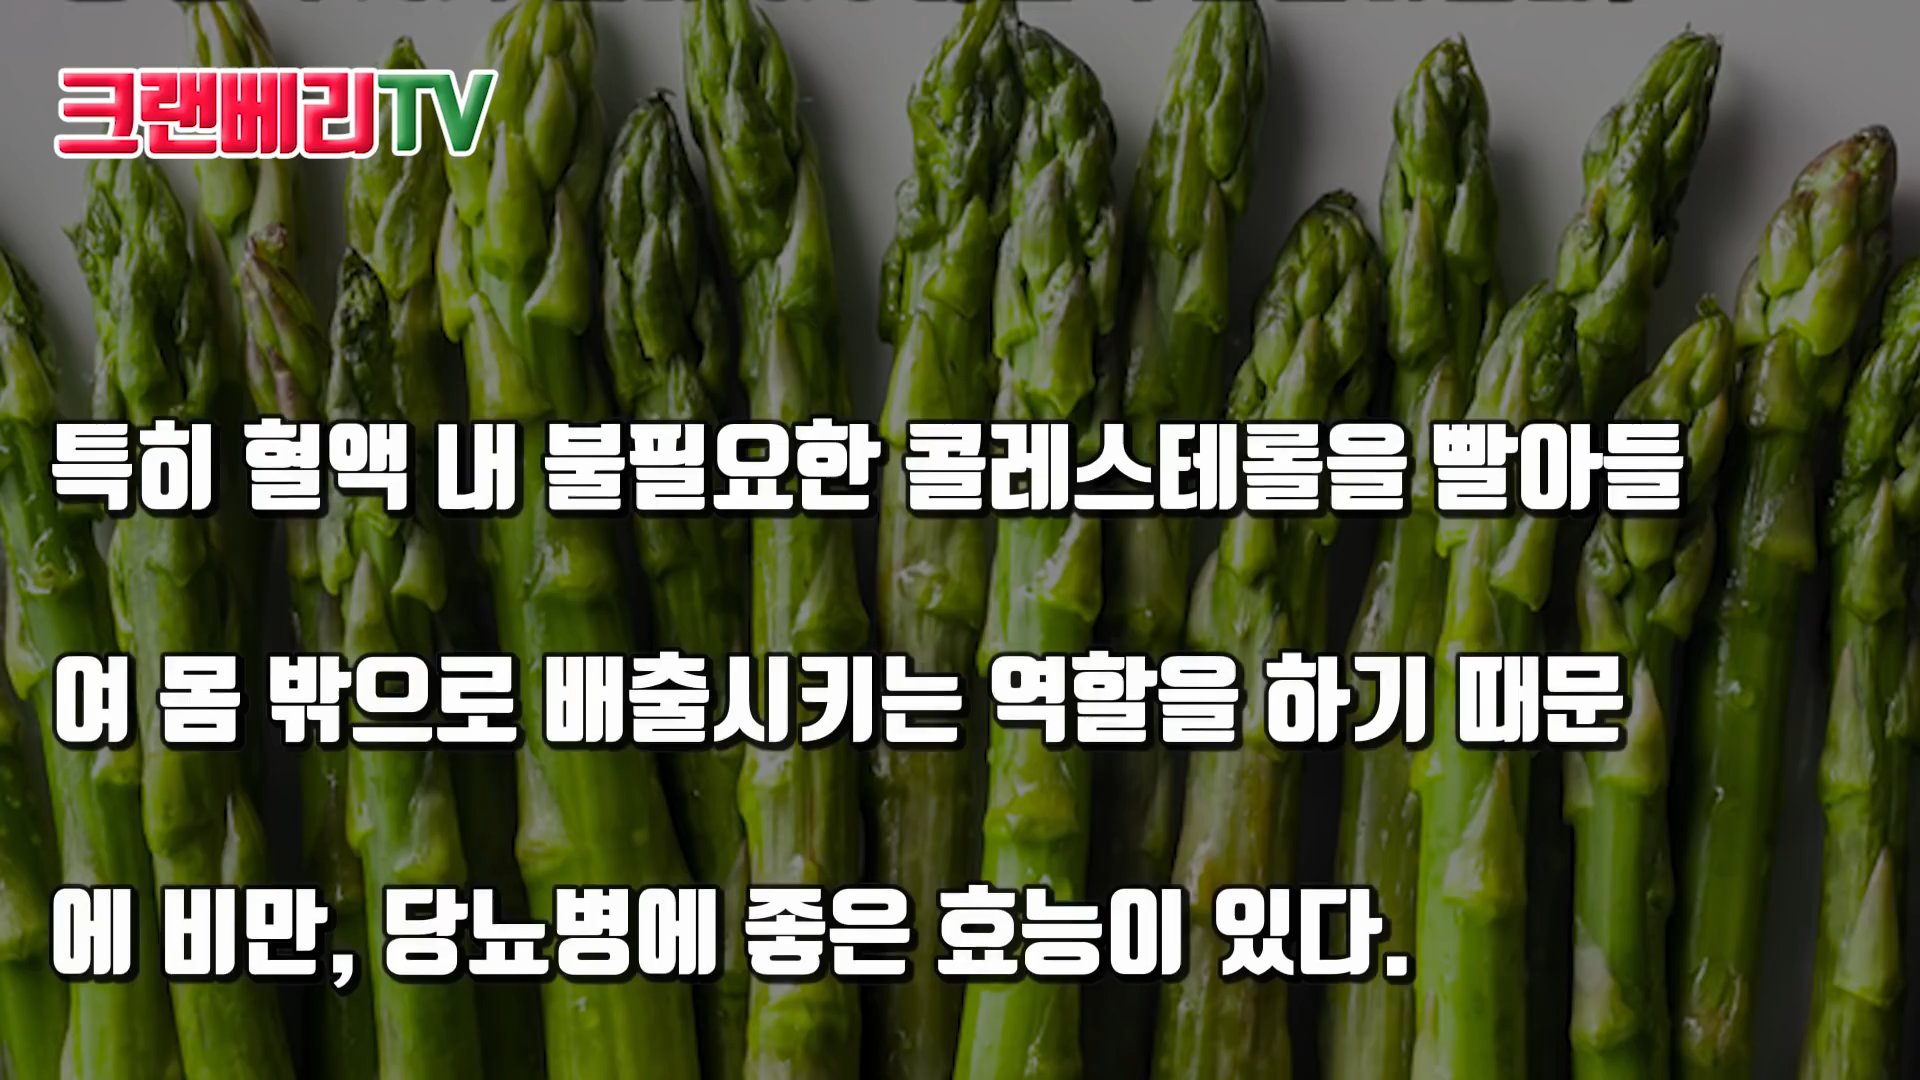 크랜베리TV
특히 혈액 내 불필요한 콜레스테롤을 빨아들
여 몸 밖으로 배출시키는 역할을 하기 때문
에 비만, 당뇨병에 좋은 효능이 있다.